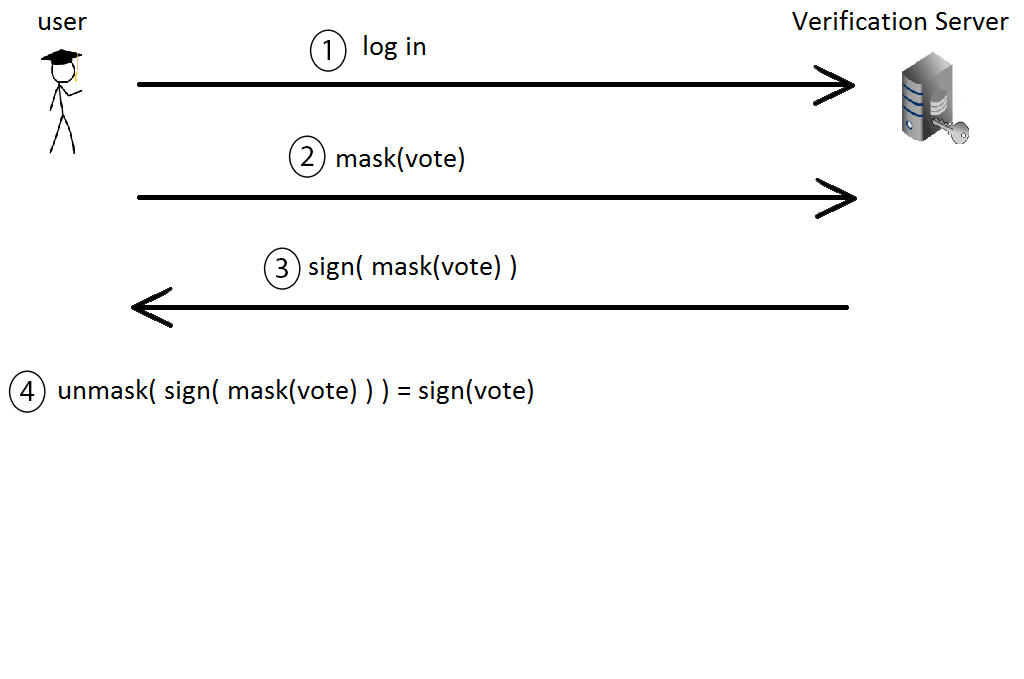 user
Verification Server
1 log in
2 mask(vote)
3 sign( mask(vote) )
4 unmask( sign( mask(vote) ) ) = sign(vote)